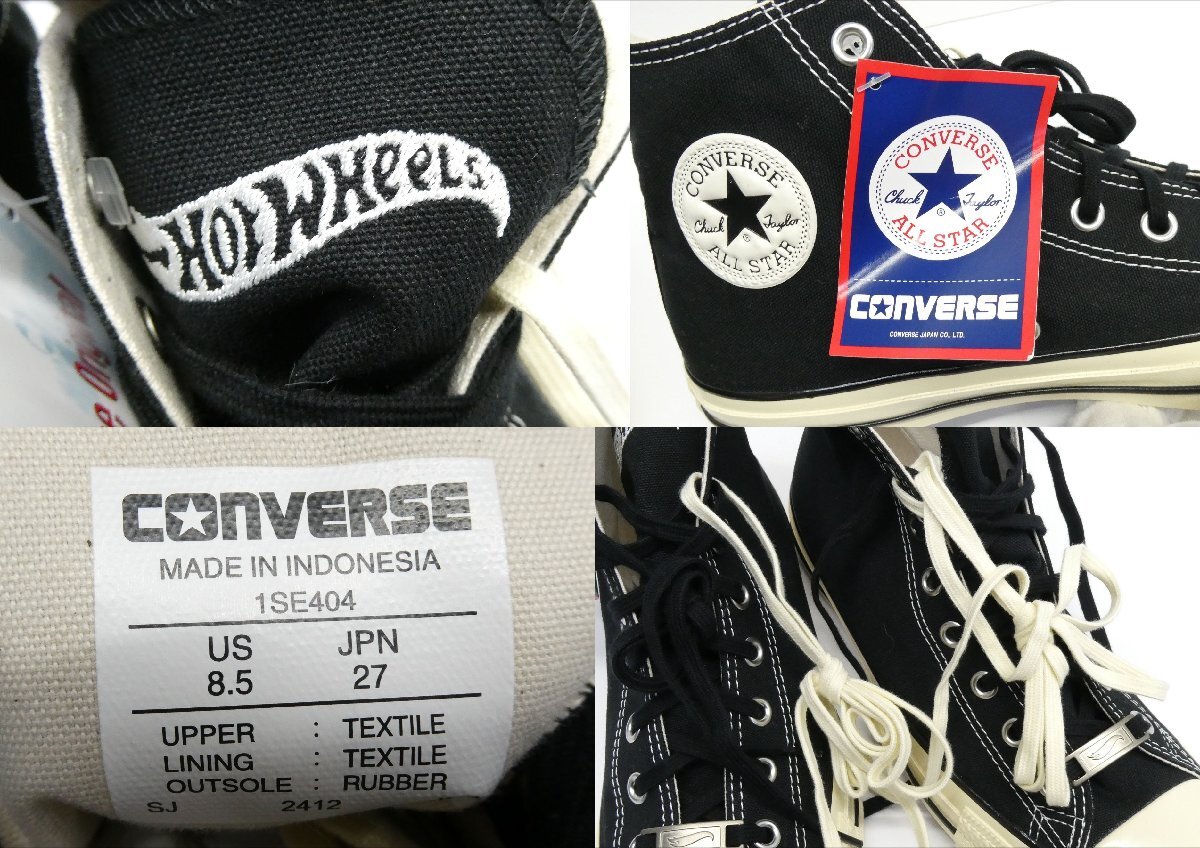 HOT WHeeLs
CONVERSE
Chuck Taylor
®
ALL STAR
CONVERSE
Chuck Taylor
®
ALL STAR
CONVERSE
CONVERSE JAPAN CO., LTD.
CONVERSE
MADE IN INDONESIA
1SE404
US JPN
8.5 27
UPPER : TEXTILE
LINING : TEXTILE
OUTSOLE : RUBBER
SJ 2412